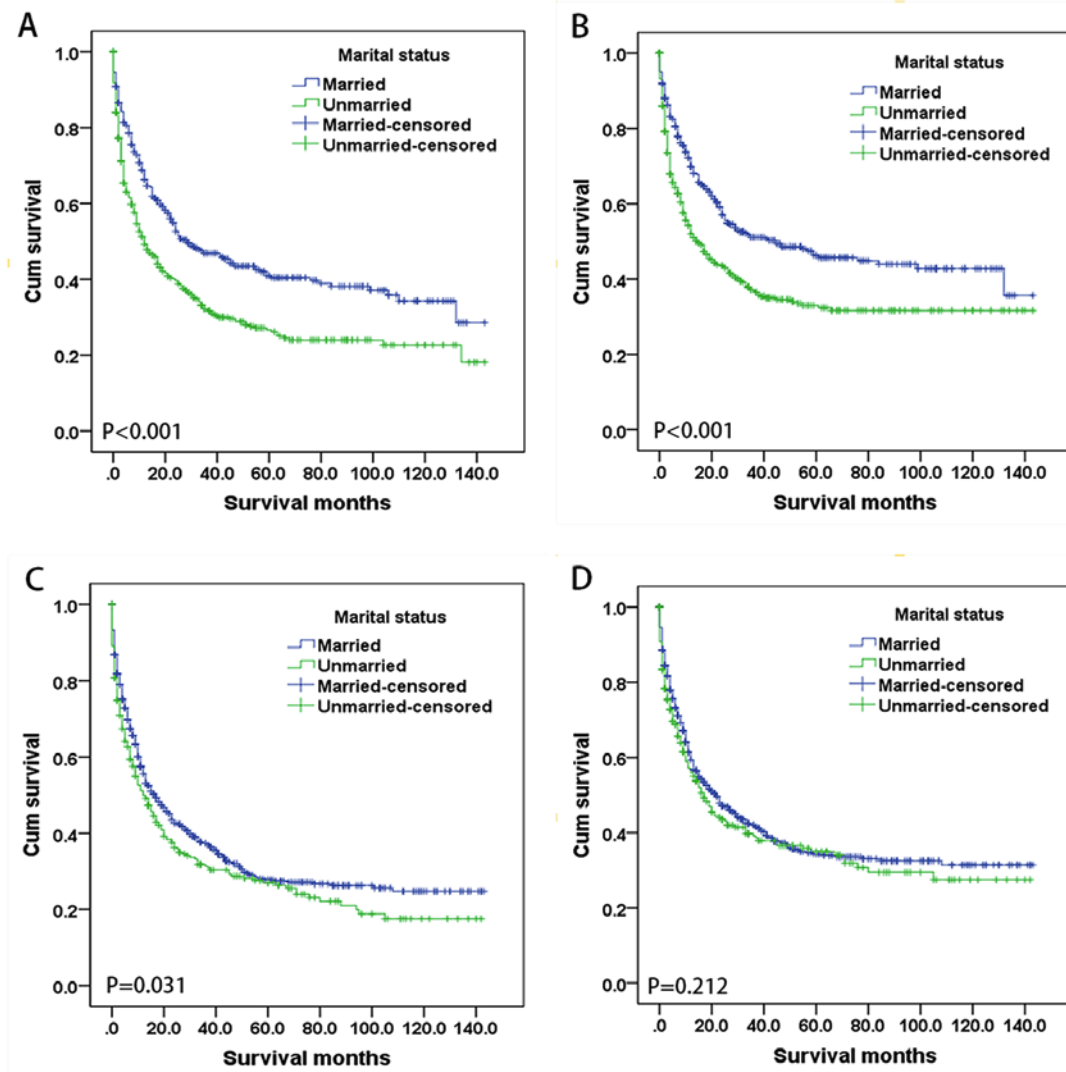 A
Marital status
Married
Unmarried
Married-censored
Unmarried-censored
1.0
0.8
0.6
0.4
0.2
0.0
Cum survival
P<0.001
.0 20.0 40.0 60.0 80.0 100.0 120.0 140.0
Survival months
B
Marital status
Married
Unmarried
Married-censored
Unmarried-censored
1.0
0.8
0.6
0.4
0.2
0.0
Cum survival
P<0.001
.0 20.0 40.0 60.0 80.0 100.0 120.0 140.0
Survival months
C
Marital status
Married
Unmarried
Married-censored
Unmarried-censored
1.0
0.8
0.6
0.4
0.2
0.0
Cum survival
P=0.031
.0 20.0 40.0 60.0 80.0 100.0 120.0 140.0
Survival months
D
Marital status
Married
Unmarried
Married-censored
Unmarried-censored
1.0
0.8
0.6
0.4
0.2
0.0
Cum survival
P=0.212
.0 20.0 40.0 60.0 80.0 100.0 120.0 140.0
Survival months